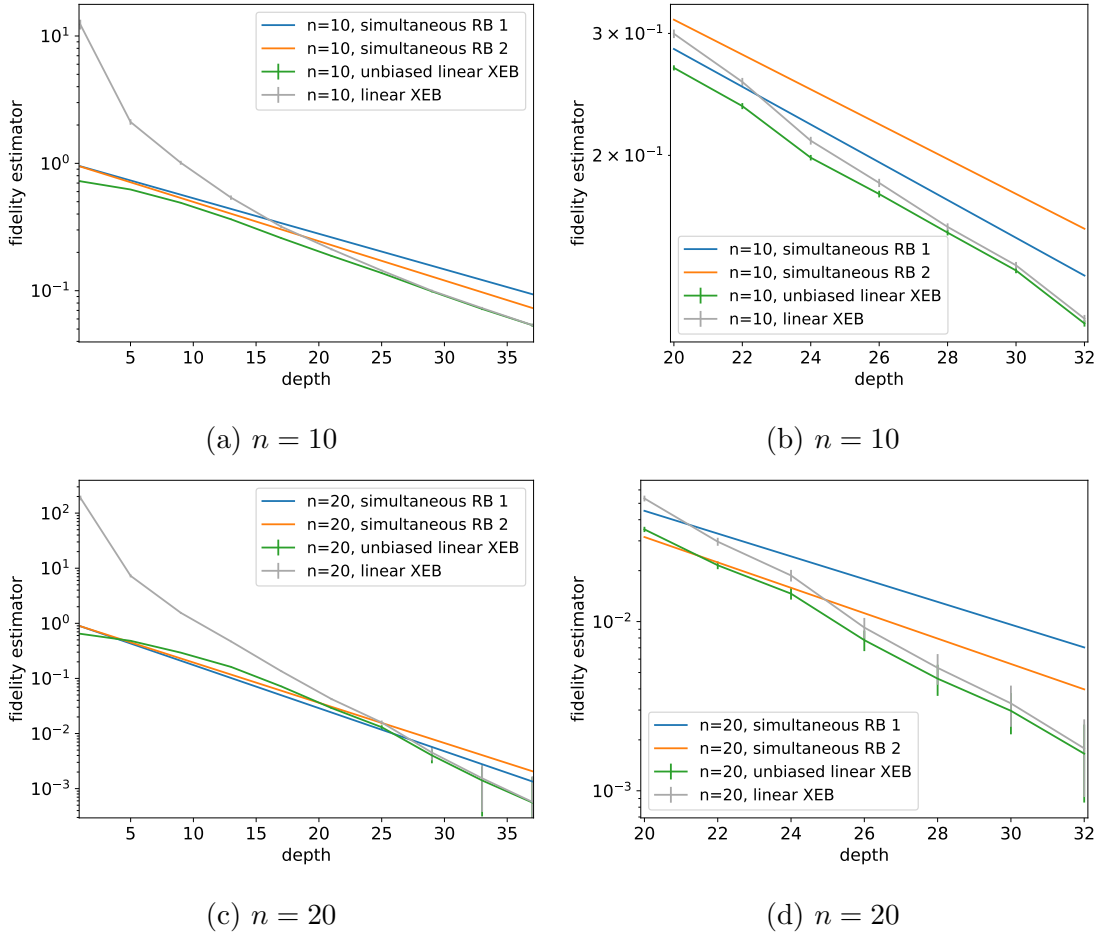 10^1
10^0
10^{-1}
fidelity estimator
5 10 15 20 25 30 35
depth
n=10, simultaneous RB 1
n=10, simultaneous RB 2
n=10, unbiased linear XEB
n=10, linear XEB
(a) n = 10
3 × 10^{-1}
2 × 10^{-1}
fidelity estimator
20 22 24 26 28 30 32
depth
n=10, simultaneous RB 1
n=10, simultaneous RB 2
n=10, unbiased linear XEB
n=10, linear XEB
(b) n = 10
10^2
10^1
10^0
10^{-1}
10^{-2}
10^{-3}
fidelity estimator
5 10 15 20 25 30 35
depth
n=20, simultaneous RB 1
n=20, simultaneous RB 2
n=20, unbiased linear XEB
n=20, linear XEB
(c) n = 20
10^{-2}
10^{-3}
fidelity estimator
20 22 24 26 28 30 32
depth
n=20, simultaneous RB 1
n=20, simultaneous RB 2
n=20, unbiased linear XEB
n=20, linear XEB
(d) n = 20